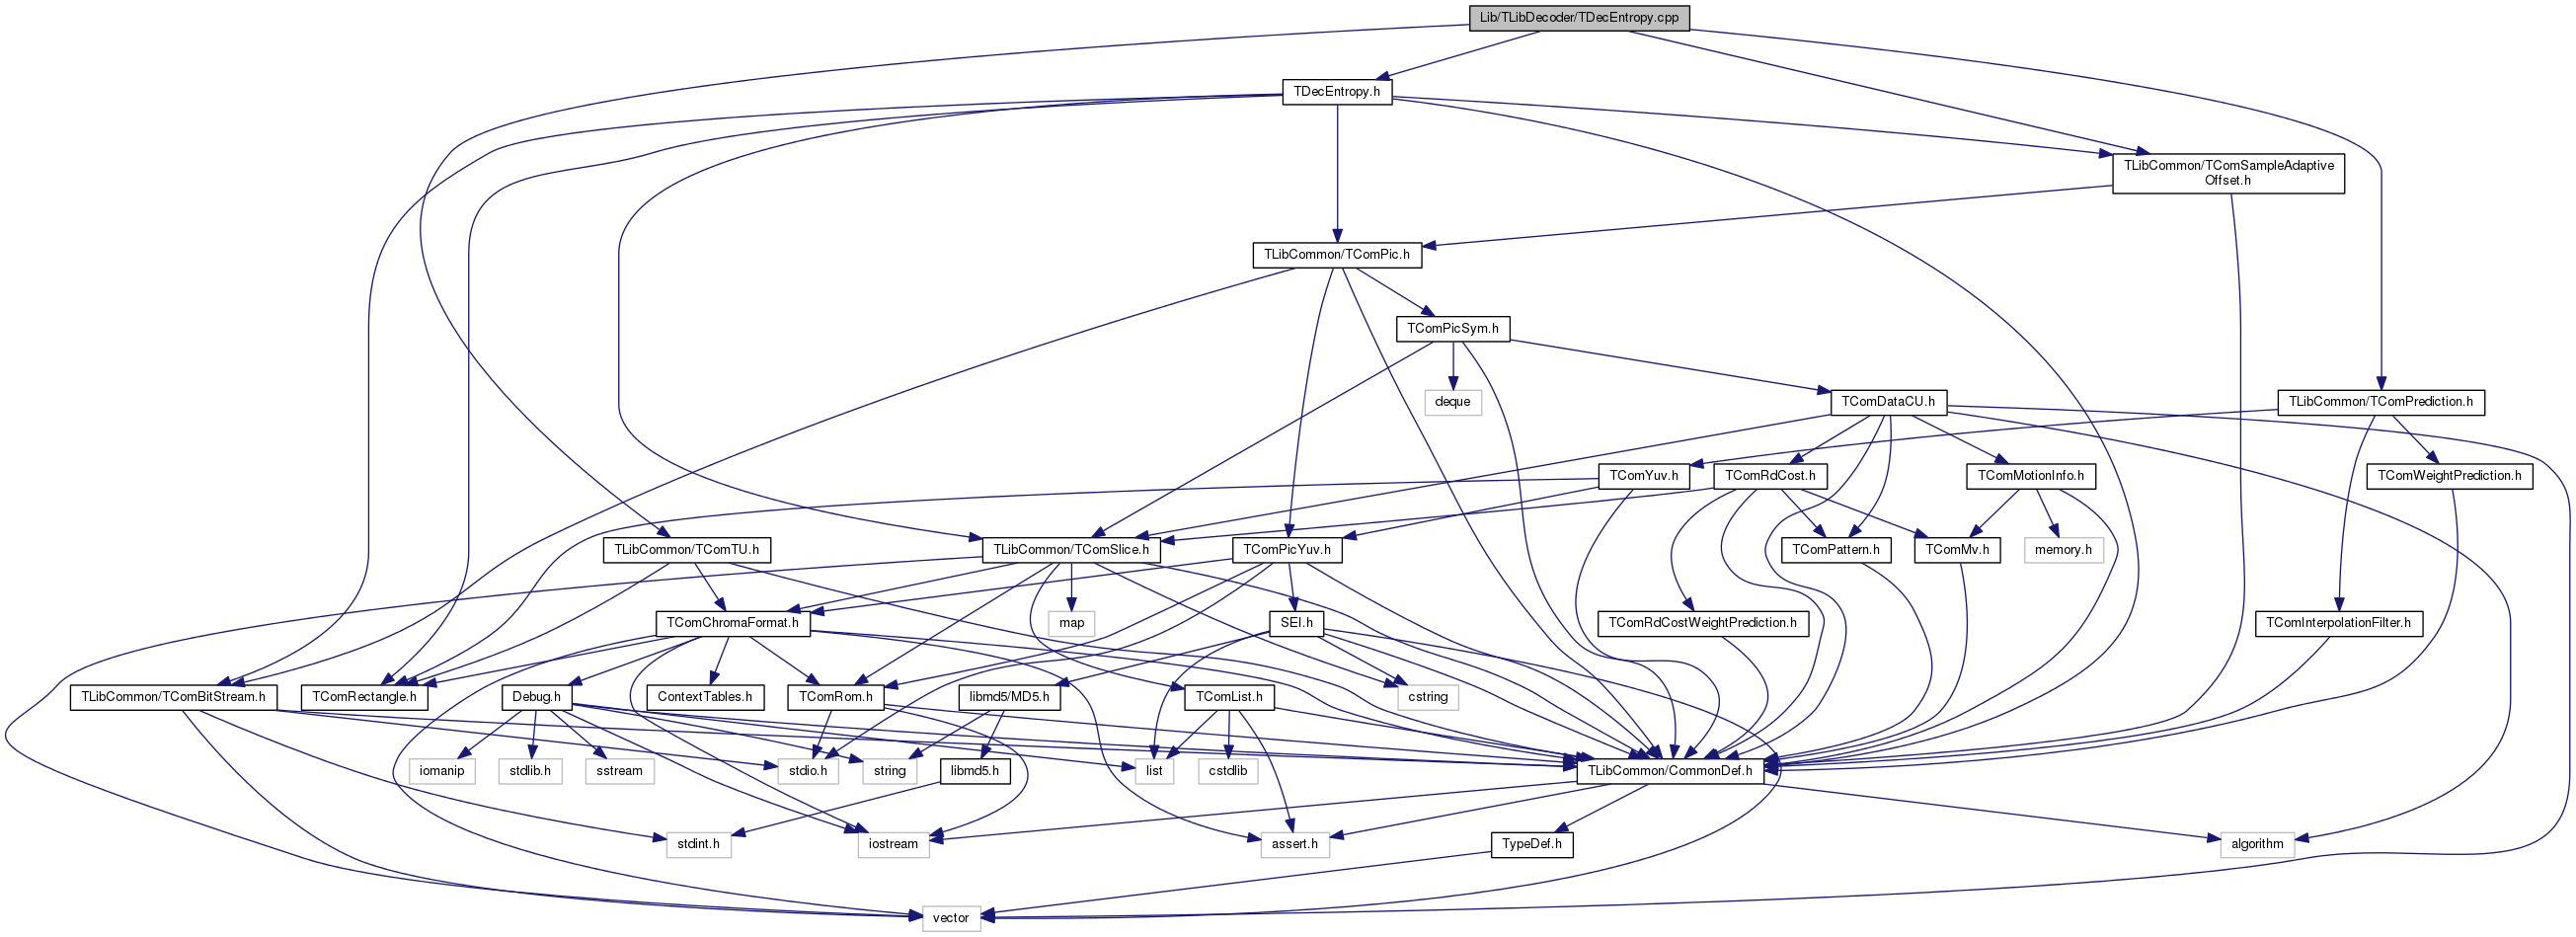 Lib/TLibDecoder/TDecEntropy.cpp
TDecEntropy.h
TLibCommon/TComSampleAdaptive
Offset.h
TLibCommon/TComPic.h
TComPicSym.h
deque
TComDataCU.h
TLibCommon/TComPrediction.h
TComYuv.h
TComRdCost.h
TComMotionInfo.h
TComWeightPrediction.h
TLibCommon/TComTU.h
TLibCommon/TComSlice.h
TComPicYuv.h
TComPattern.h
TComMv.h
memory.h
TComChromaFormat.h
map
SEI.h
TComRdCostWeightPrediction.h
TComInterpolationFilter.h
TLibCommon/TComBitStream.h
TComRectangle.h
Debug.h
ContextTables.h
TComRom.h
libmd5/MD5.h
TComList.h
cstring
iomanip
stdlib.h
sstream
stdio.h
string
libmd5.h
list
cstdlib
TLibCommon/CommonDef.h
stdint.h
iostream
assert.h
TypeDef.h
algorithm
vector